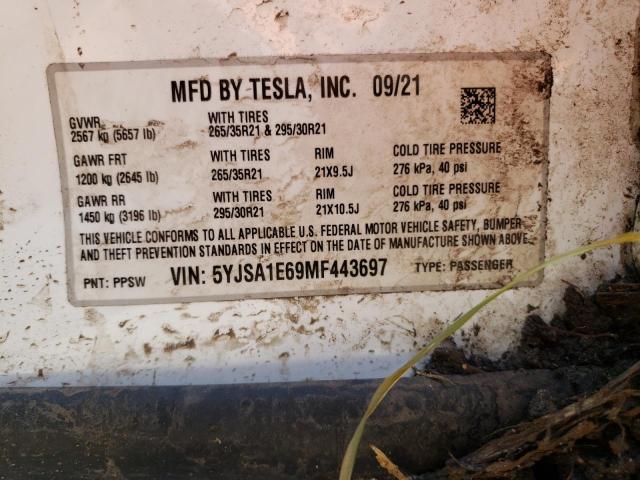 MFD BY TESLA, INC. 09/21
GVWR
2567 kg (5657 lb)
WITH TIRES
265/35R21 & 295/30R21
GAWR FRT
1200 kg (2645 lb)
WITH TIRES
265/35R21
RIM
21X9.5J
COLD TIRE PRESSURE
276 kPa, 40 psi
GAWR RR
1450 kg (3196 lb)
WITH TIRES
295/30R21
RIM
21X10.5J
COLD TIRE PRESSURE
276 kPa, 40 psi
THIS VEHICLE CONFORMS TO ALL APPLICABLE U.S. FEDERAL MOTOR VEHICLE SAFETY, BUMPER
AND THEFT PREVENTION STANDARDS IN EFFECT ON THE DATE OF MANUFACTURE SHOWN ABOVE.
PNT: PPSW VIN: 5YJSA1E69MF443697 TYPE: PASSENGER